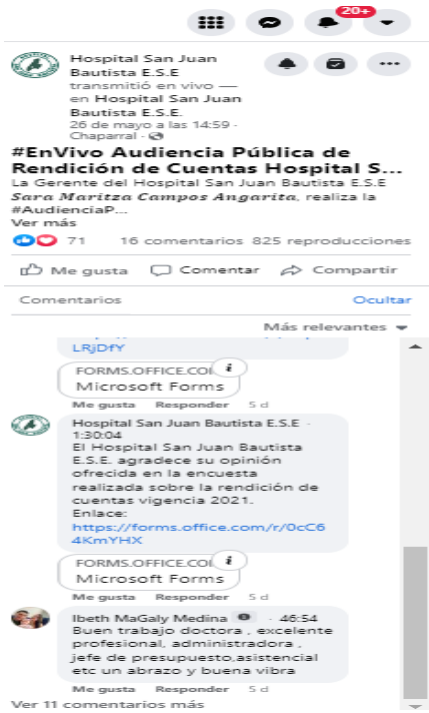 20+
Hospital San Juan
Bautista E.S.E
transmitió en vivo —
en Hospital San Juan
Bautista E.S.E.
26 de mayo a las 14:59 ·
Chaparral ·
#EnVivo Audiencia Pública de
Rendición de Cuentas Hospital S...
La Gerente del Hospital San Juan Bautista E.S.E
Sara Maritza Campos Angarita, realiza la
#AudienciaP...
Ver más
71 16 comentarios 825 reproducciones
Me gusta Comentar Compartir
Comentarios Ocultar
Más relevantes
LRjDfY
FORMS.OFFICE.COM
Microsoft Forms
Me gusta Responder 5 d
Hospital San Juan Bautista E.S.E ·
1:30:04
El Hospital San Juan Bautista
E.S.E. agradece su opinión
ofrecida en la encuesta
realizada sobre la rendición de
cuentas vigencia 2021.
Enlace:
https://forms.office.com/r/0cC6
4KmYHX
FORMS.OFFICE.COM
Microsoft Forms
Me gusta Responder 5 d
Ibeth MaGaly Medina · 46:54
Buen trabajo doctora , excelente
profesional, administradora ,
jefe de presupuesto,asistencial
etc un abrazo y buena vibra
Me gusta Responder 5 d
Ver 11 comentarios más